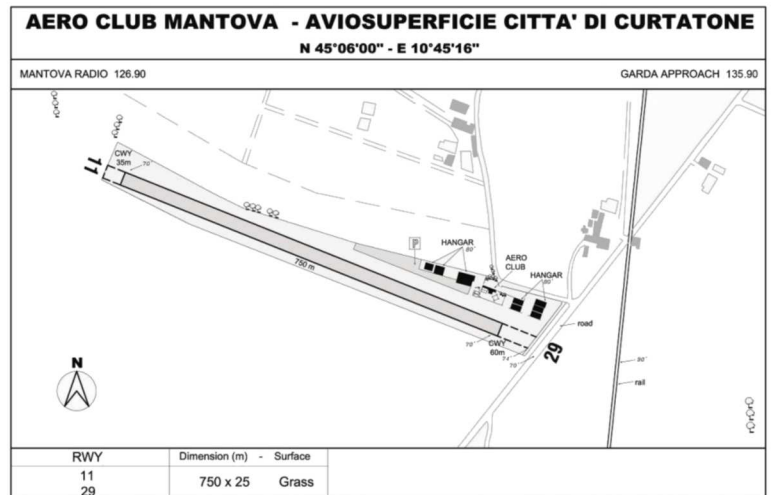 AERO CLUB MANTOVA - AVIOSUPERFICIE CITTA' DI CURTATONE
N 45°06'00" - E 10°45'16"
MANTOVA RADIO 126.90
GARDA APPROACH 135.90
CWY
35m
70'
11
P
HANGAR
80'
AERO
CLUB
HANGAR
80'
750 m
road
70'
CWY
60m
74'
70'
29
90'
rail
N
RWY
Dimension (m) - Surface
11
29
750 x 25 Grass